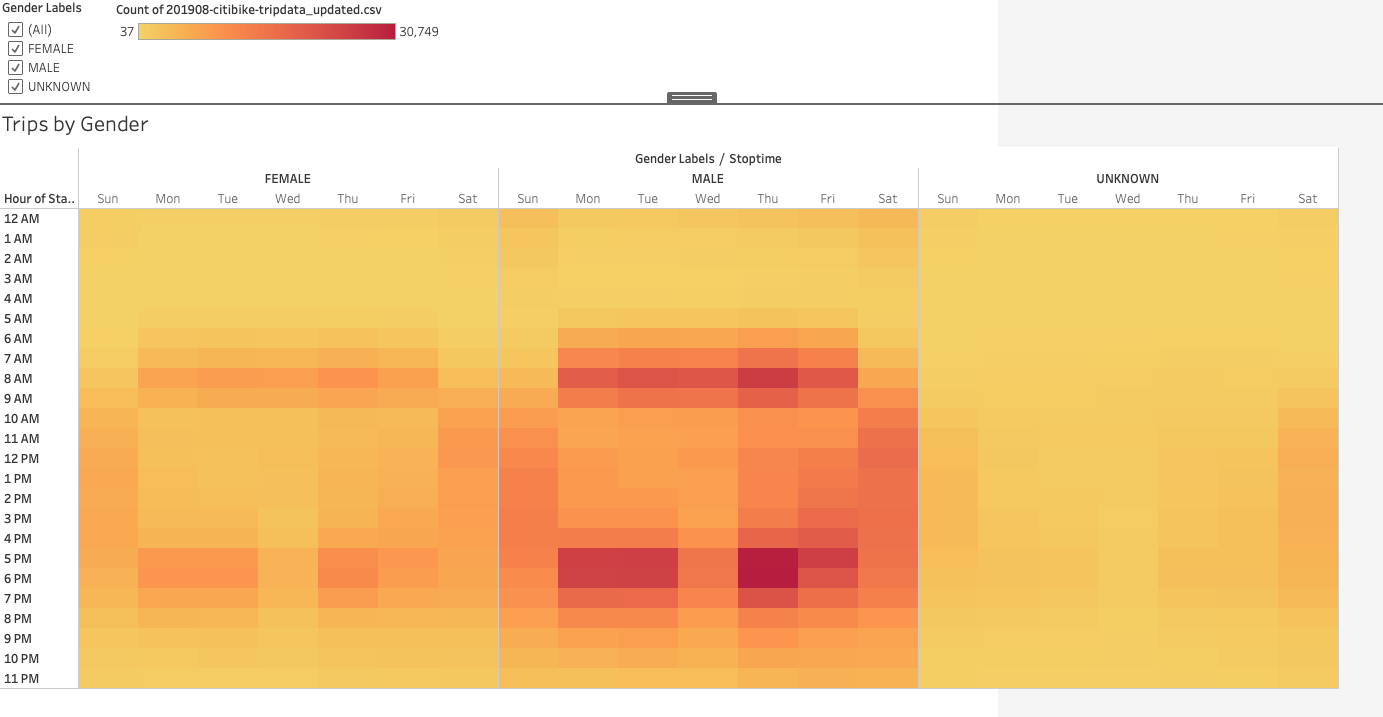 Gender Labels
Count of 201908-citibike-tripdata_updated.csv
(All)
37 30,749
FEMALE
MALE
UNKNOWN
Trips by Gender
Gender Labels / Stoptime
FEMALE MALE UNKNOWN
Hour of Sta.. Sun Mon Tue Wed Thu Fri Sat Sun Mon Tue Wed Thu Fri Sat Sun Mon Tue Wed Thu Fri Sat
12 AM
1 AM
2 AM
3 AM
4 AM
5 AM
6 AM
7 AM
8 AM
9 AM
10 AM
11 AM
12 PM
1 PM
2 PM
3 PM
4 PM
5 PM
6 PM
7 PM
8 PM
9 PM
10 PM
11 PM